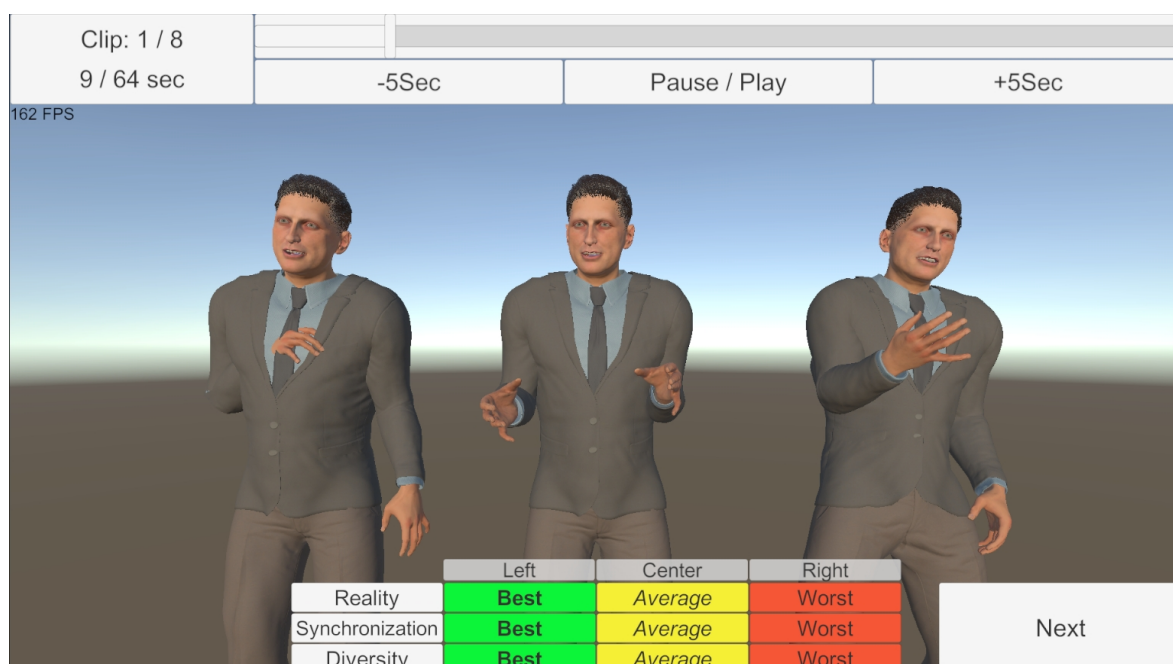 Clip: 1 / 8
9 / 64 sec
-5Sec
Pause / Play
+5Sec
162 FPS
Left Center Right
Reality Best Average Worst
Synchronization Best Average Worst
Diversity Best Average Worst
Next